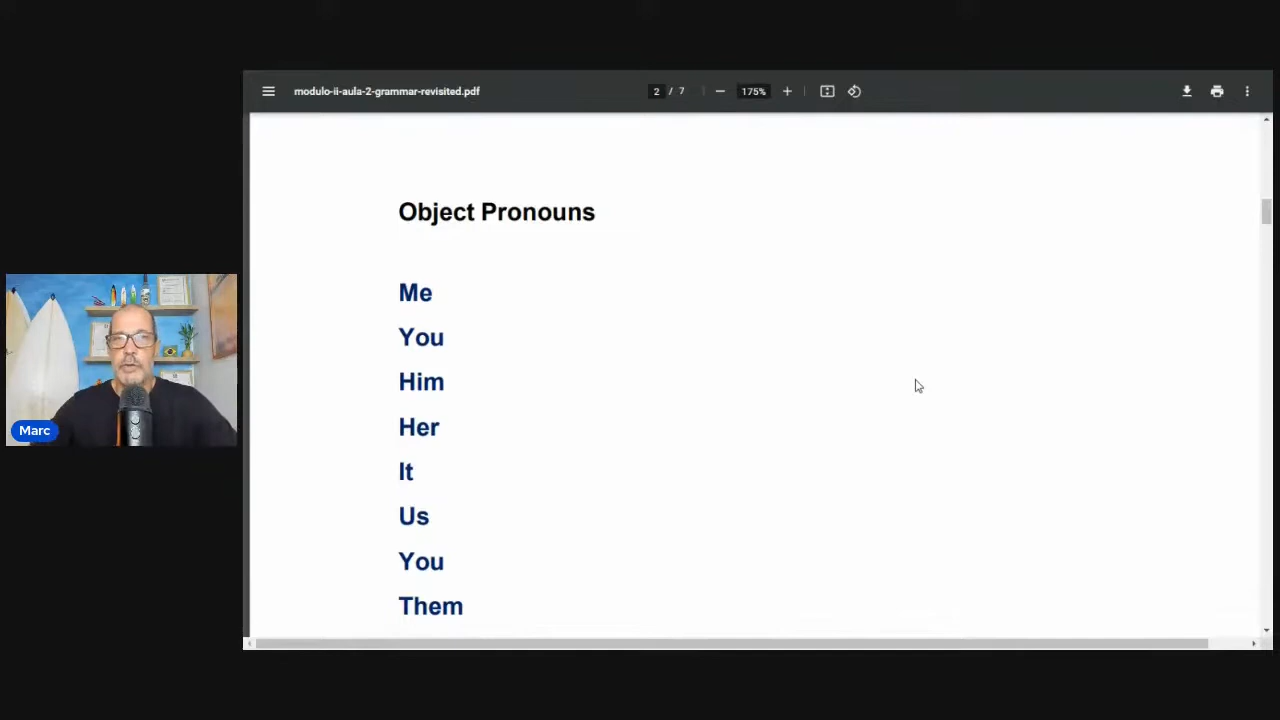 modulo-ii-aula-2-grammar-revisited.pdf
2 / 7
175%
Object Pronouns
Me
You
Him
Her
It
Us
You
Them
Marc